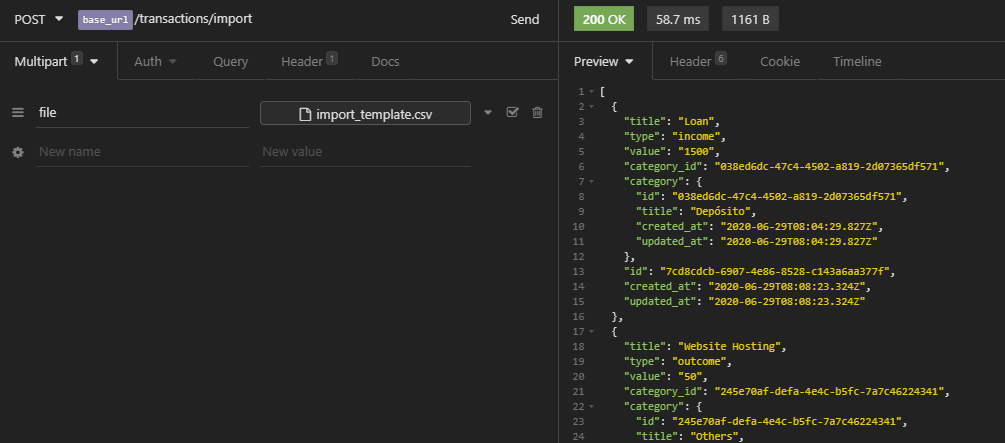 POST base_url/transactions/import Send
Multipart 1 Auth Query Header 1 Docs
file import_template.csv
New name New value
200 OK 58.7 ms 1161 B
Preview Header 6 Cookie Timeline
1 [
2 {
3 "title": "Loan",
4 "type": "income",
5 "value": "1500",
6 "category_id": "038ed6dc-47c4-4502-a819-2d07365df571",
7 "category": {
8 "id": "038ed6dc-47c4-4502-a819-2d07365df571",
9 "title": "Depósito",
10 "created_at": "2020-06-29T08:04:29.827Z",
11 "updated_at": "2020-06-29T08:04:29.827Z"
12 },
13 "id": "7cd8cdcb-6907-4e86-8528-c143a6aa377f",
14 "created_at": "2020-06-29T08:08:23.324Z",
15 "updated_at": "2020-06-29T08:08:23.324Z"
16 },
17 {
18 "title": "Website Hosting",
19 "type": "outcome",
20 "value": "50",
21 "category_id": "245e70af-defa-4e4c-b5fc-7a7c46224341",
22 "category": {
23 "id": "245e70af-defa-4e4c-b5fc-7a7c46224341",
24 "title": "Others",